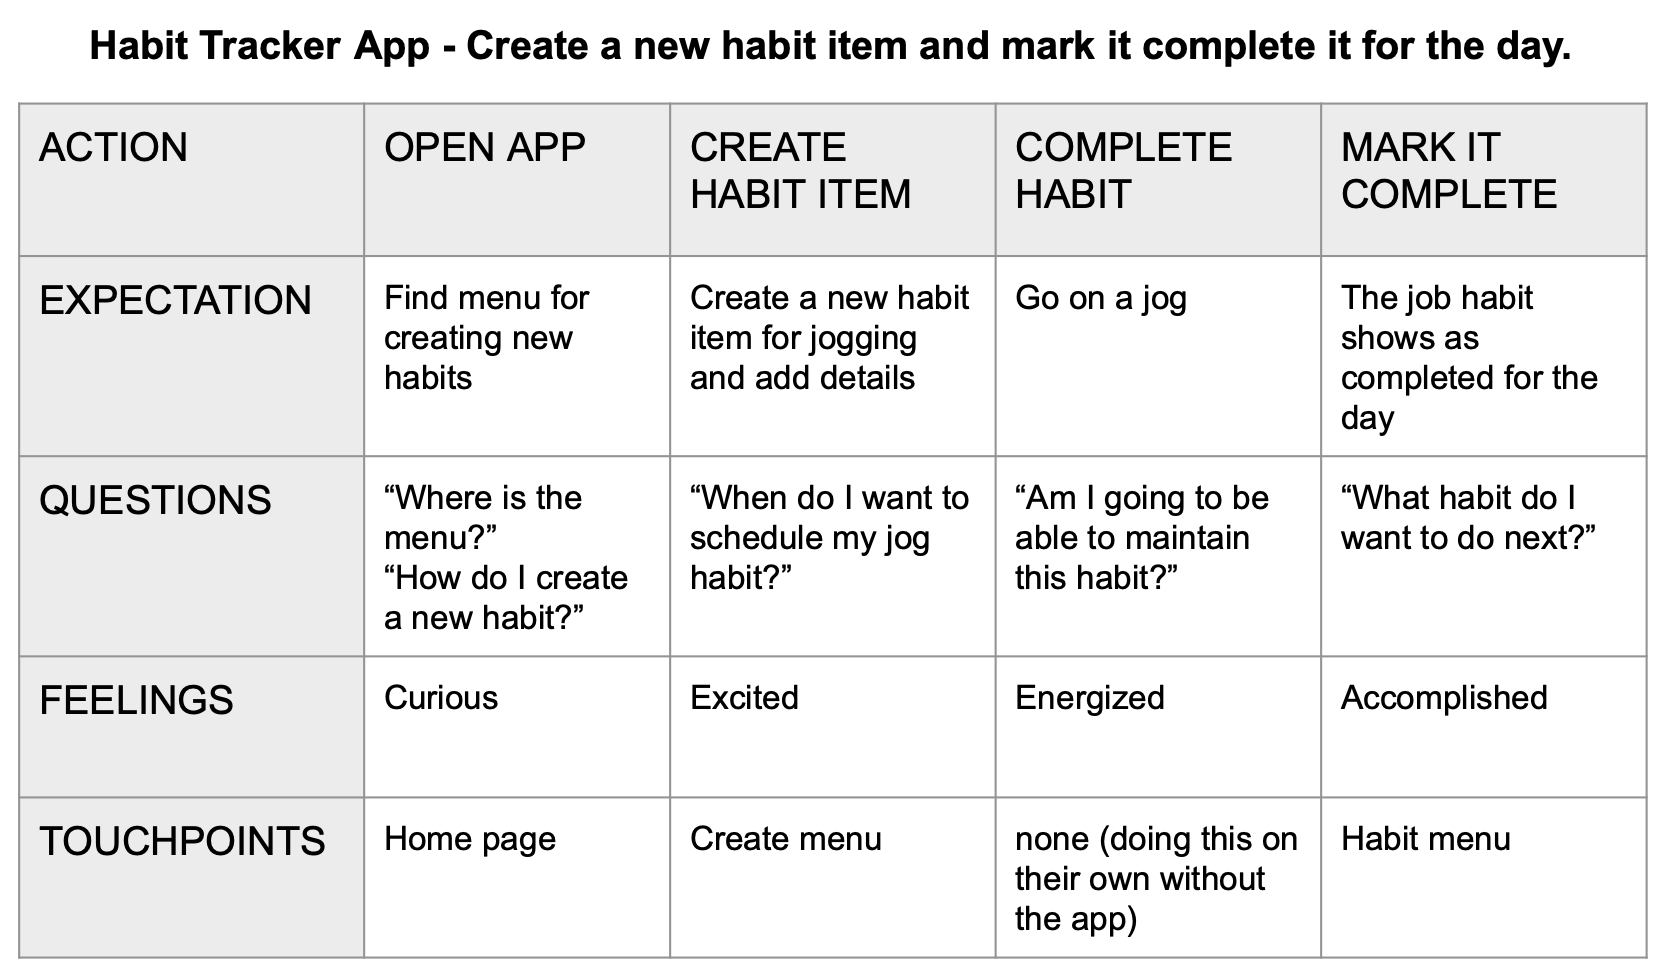 Habit Tracker App - Create a new habit item and mark it complete it for the day.
ACTION
OPEN APP
CREATE
HABIT ITEM
COMPLETE
HABIT
MARK IT
COMPLETE
EXPECTATION
Find menu for
creating new
habits
Create a new habit
item for jogging
and add details
Go on a jog
The job habit
shows as
completed for the
day
QUESTIONS
“Where is the
menu?”
“How do I create
a new habit?”
“When do I want to
schedule my jog
habit?”
“Am I going to be
able to maintain
this habit?”
“What habit do I
want to do next?”
FEELINGS
Curious
Excited
Energized
Accomplished
TOUCHPOINTS
Home page
Create menu
none (doing this on
their own without
the app)
Habit menu